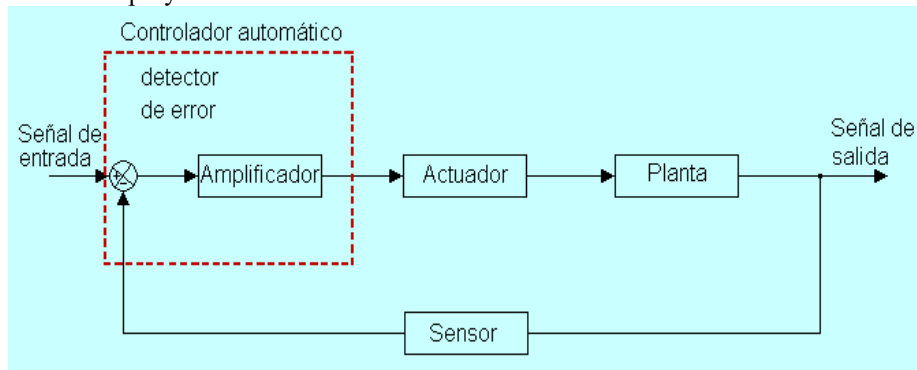 Controlador automático
detector
de error
Señal de
entrada
+
-
Amplificador
Actuador
Planta
Señal de
salida
Sensor